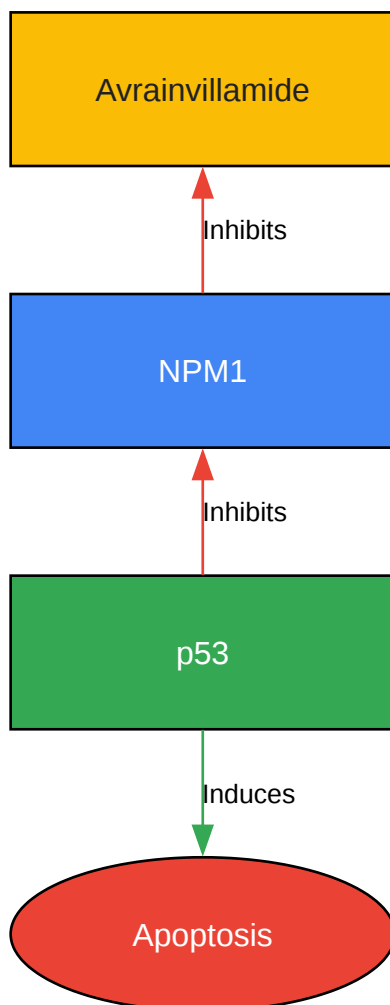 Avrainvillamide
Inhibits
NPM1
Inhibits
p53
Induces
Apoptosis